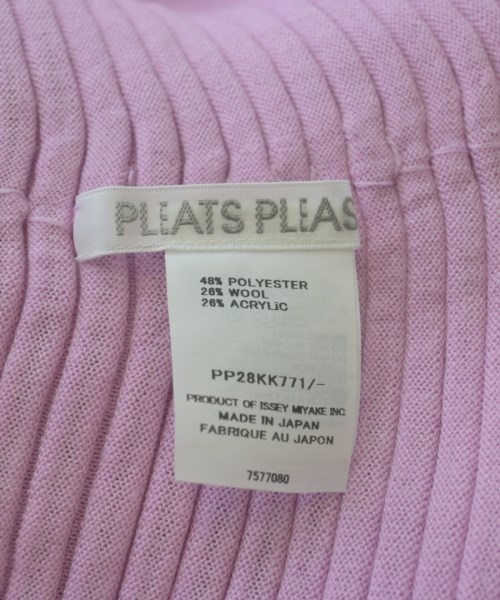 PLEATS PLEAS
48% POLYESTER
26% WOOL
26% ACRYLIC
PP28KK771/-
PRODUCT OF ISSEY MIYAKE INC.
MADE IN JAPAN
FABRIQUE AU JAPON
7577080